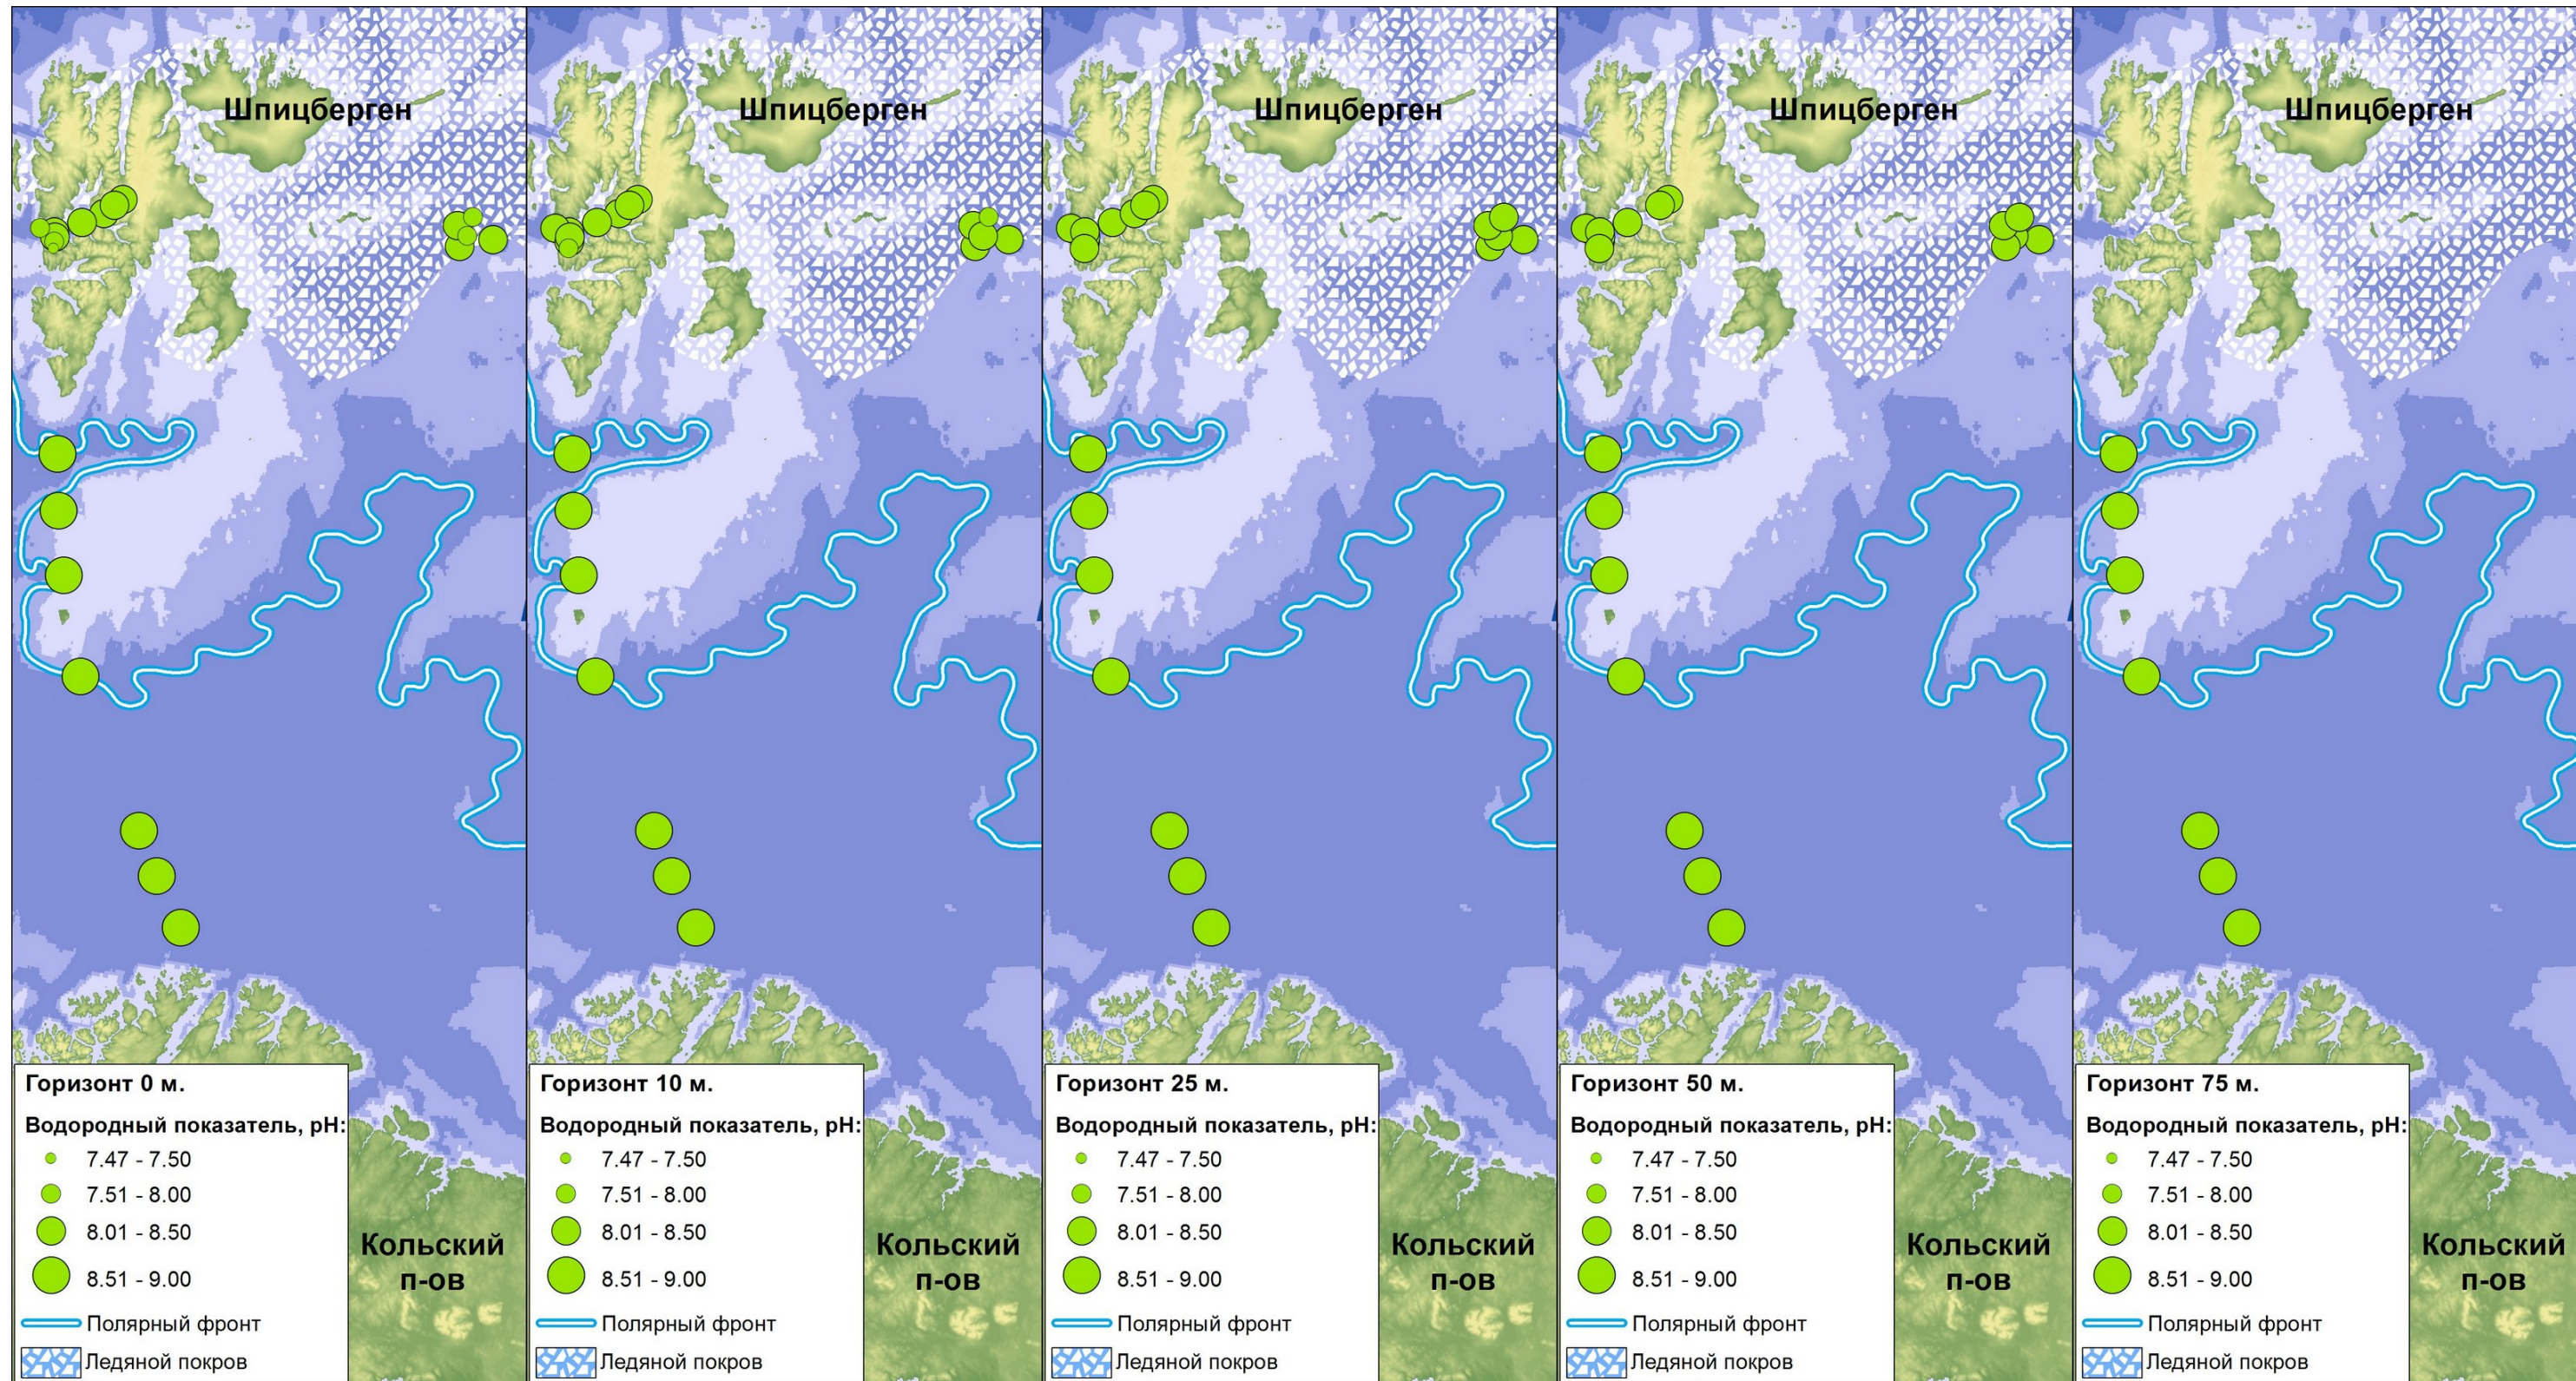 Шпицберген
Горизонт 0 м.
Водородный показатель, pH:
7.47 - 7.50
7.51 - 8.00
8.01 - 8.50
8.51 - 9.00
Полярный фронт
Ледяной покров
Кольский
п-ов
Шпицберген
Горизонт 10 м.
Водородный показатель, pH:
7.47 - 7.50
7.51 - 8.00
8.01 - 8.50
8.51 - 9.00
Полярный фронт
Ледяной покров
Кольский
п-ов
Шпицберген
Горизонт 25 м.
Водородный показатель, pH:
7.47 - 7.50
7.51 - 8.00
8.01 - 8.50
8.51 - 9.00
Полярный фронт
Ледяной покров
Кольский
п-ов
Шпицберген
Горизонт 50 м.
Водородный показатель, pH:
7.47 - 7.50
7.51 - 8.00
8.01 - 8.50
8.51 - 9.00
Полярный фронт
Ледяной покров
Кольский
п-ов
Шпицберген
Горизонт 75 м.
Водородный показатель, pH:
7.47 - 7.50
7.51 - 8.00
8.01 - 8.50
8.51 - 9.00
Полярный фронт
Ледяной покров
Кольский
п-ов